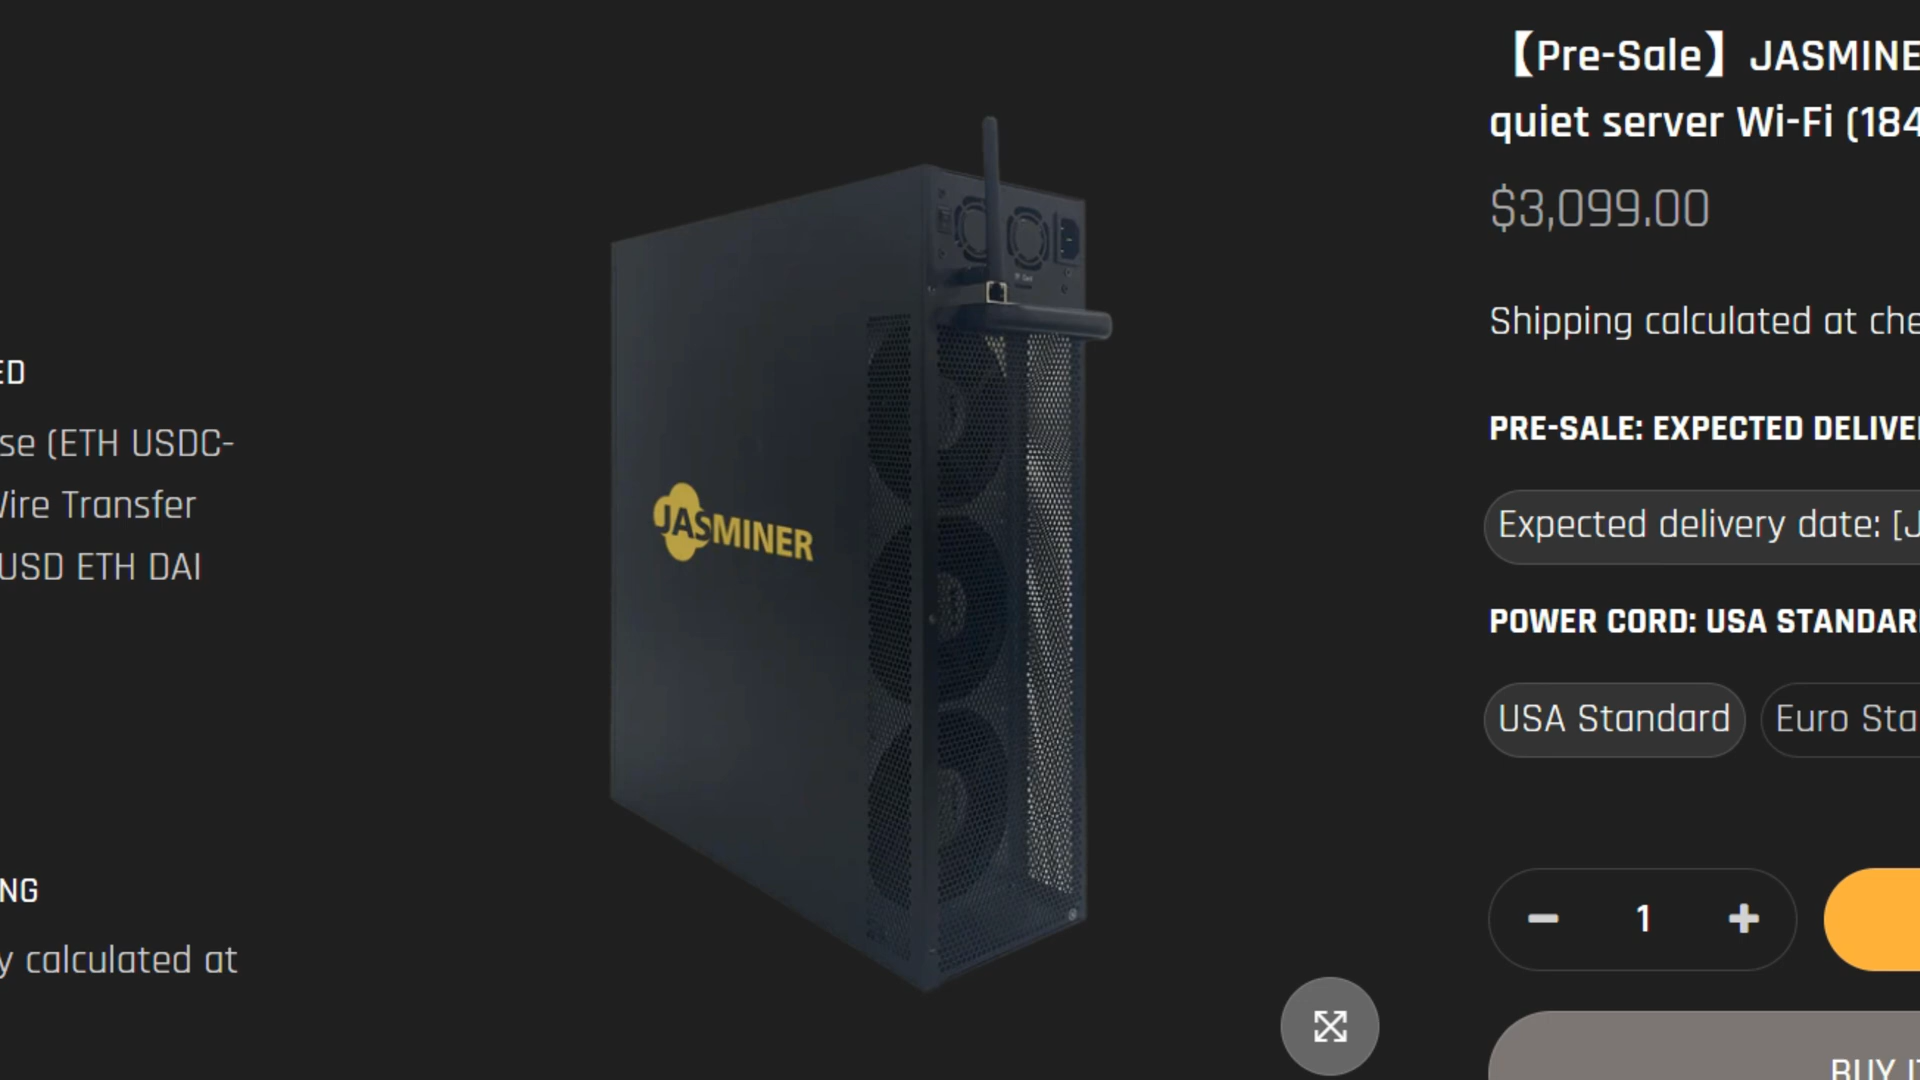 ED
se (ETH USDC-
Wire Transfer
USD ETH DAI
NG
y calculated at
JASMINER
【Pre-Sale】JASMINE
quiet server Wi-Fi (184
$3,099.00
Shipping calculated at che
PRE-SALE: EXPECTED DELIVE
Expected delivery date: [J
POWER CORD: USA STANDAR
USA Standard
Euro Sta
1
BUY I